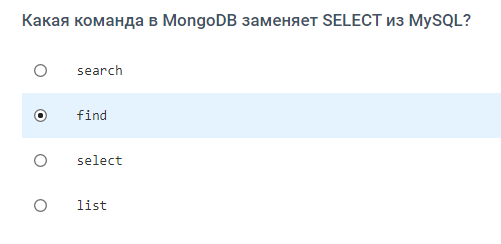 Какая команда в MongoDB заменяет SELECT из MySQL?
search
find
select
list